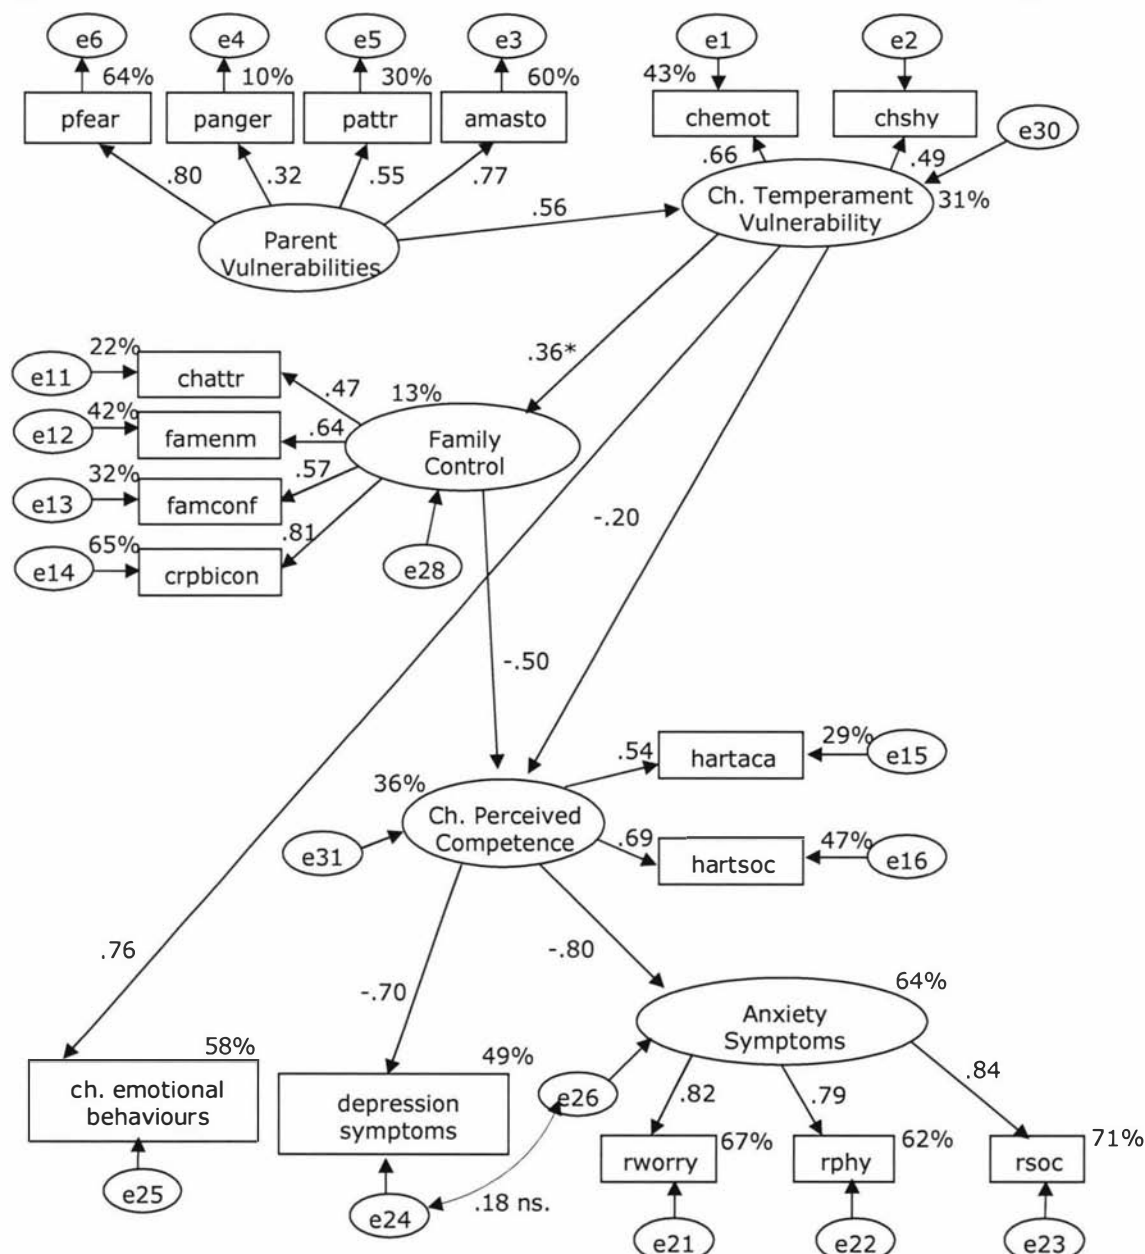 e6
e4
e5
e3
e1
e2
64%
10%
30%
60%
43%
pfear
panger
pattr
amasto
chemot
chshy
e30
.80
.32
.55
.77
.66
.49
.56
Ch. Temperament
Vulnerability
31%
Parent
Vulnerabilities
.36*
22%
e11
chattr
.47
13%
42%
e12
famenm
.64
Family
Control
.57
32%
e13
famconf
-.20
.81
65%
e14
crpbicon
e28
-.50
29%
.54
hartaca
e15
36%
Ch. Perceived
Competence
.69
47%
e31
hartsoc
e16
.76
-.80
-.70
64%
Anxiety
Symptoms
58%
49%
.84
ch. emotional
behaviours
depression
symptoms
e26
.82
.79
67%
62%
71%
rworry
rphy
rsoc
e25
.18 ns.
e24
e21
e22
e23